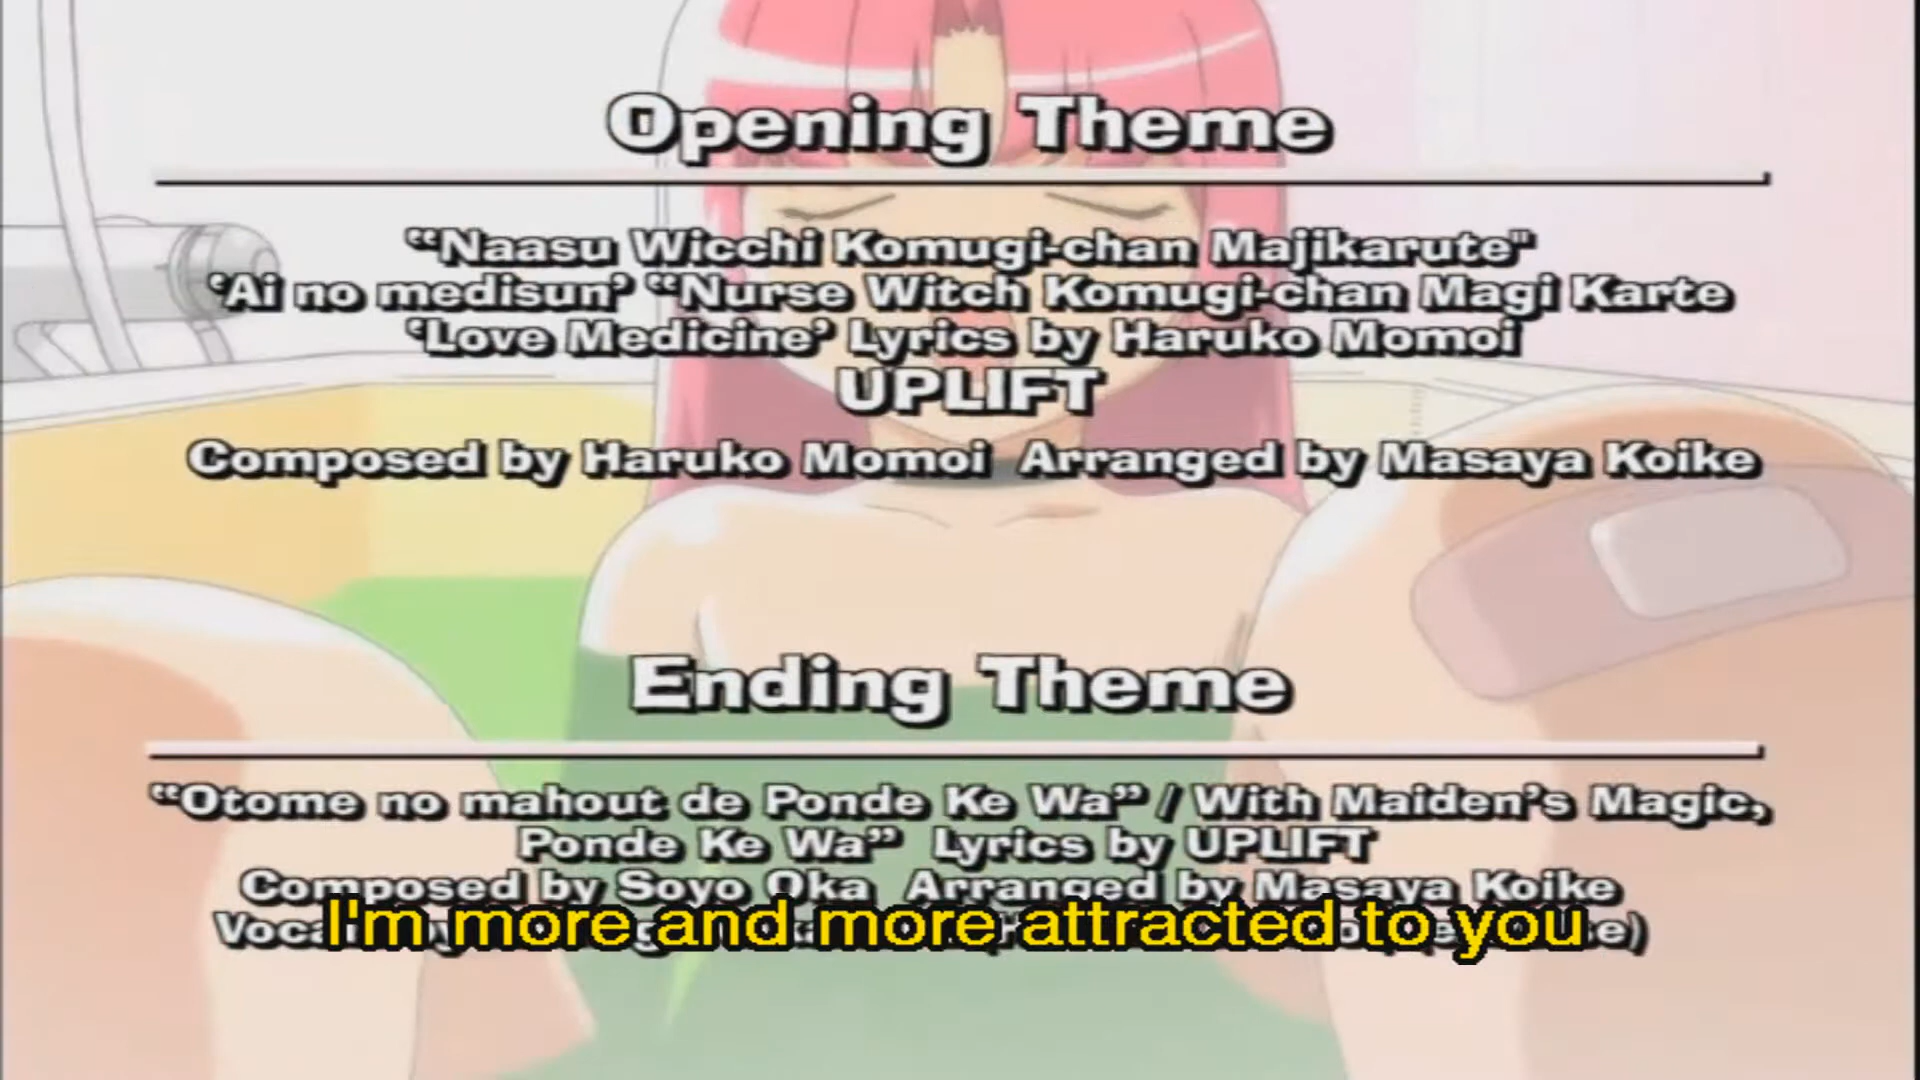 Opening Theme
“Naasu Wicchi Komugi-chan Majikarute"
‘Ai no medisun’ “Nurse Witch Komugi-chan Magi Karte
‘Love Medicine’ Lyrics by Haruko Momoi
UPLIFT
Composed by Haruko Momoi Arranged by Masaya Koike
Ending Theme
“Otome no mahout de Ponde Ke Wa” / With Maiden’s Magic,
Ponde Ke Wa” Lyrics by UPLIFT
Composed by Soyo Oka Arranged by Masaya Koike
I'm more and more attracted to you